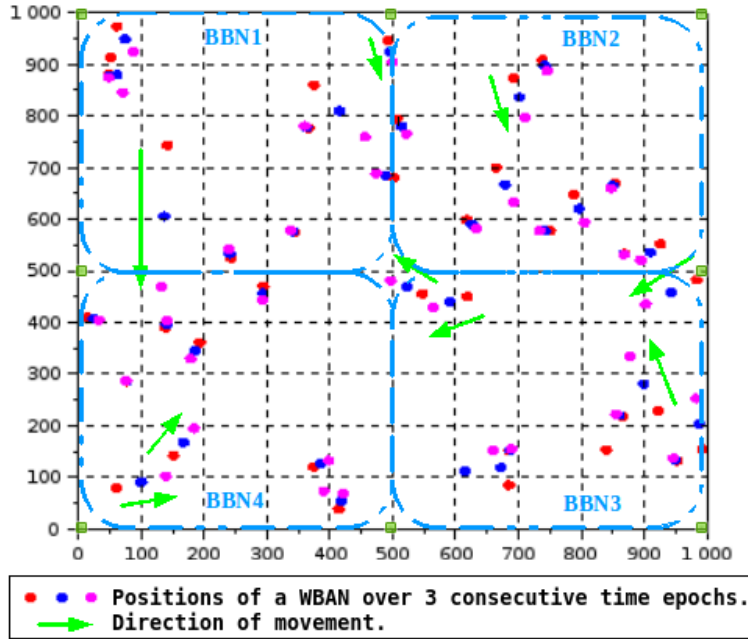 1 000
900
800
700
600
500
400
300
200
100
0
0 100 200 300 400 500 600 700 800 900 1 000
BBN1
BBN2
BBN4
BBN3
Positions of a WBAN over 3 consecutive time epochs.
Direction of movement.